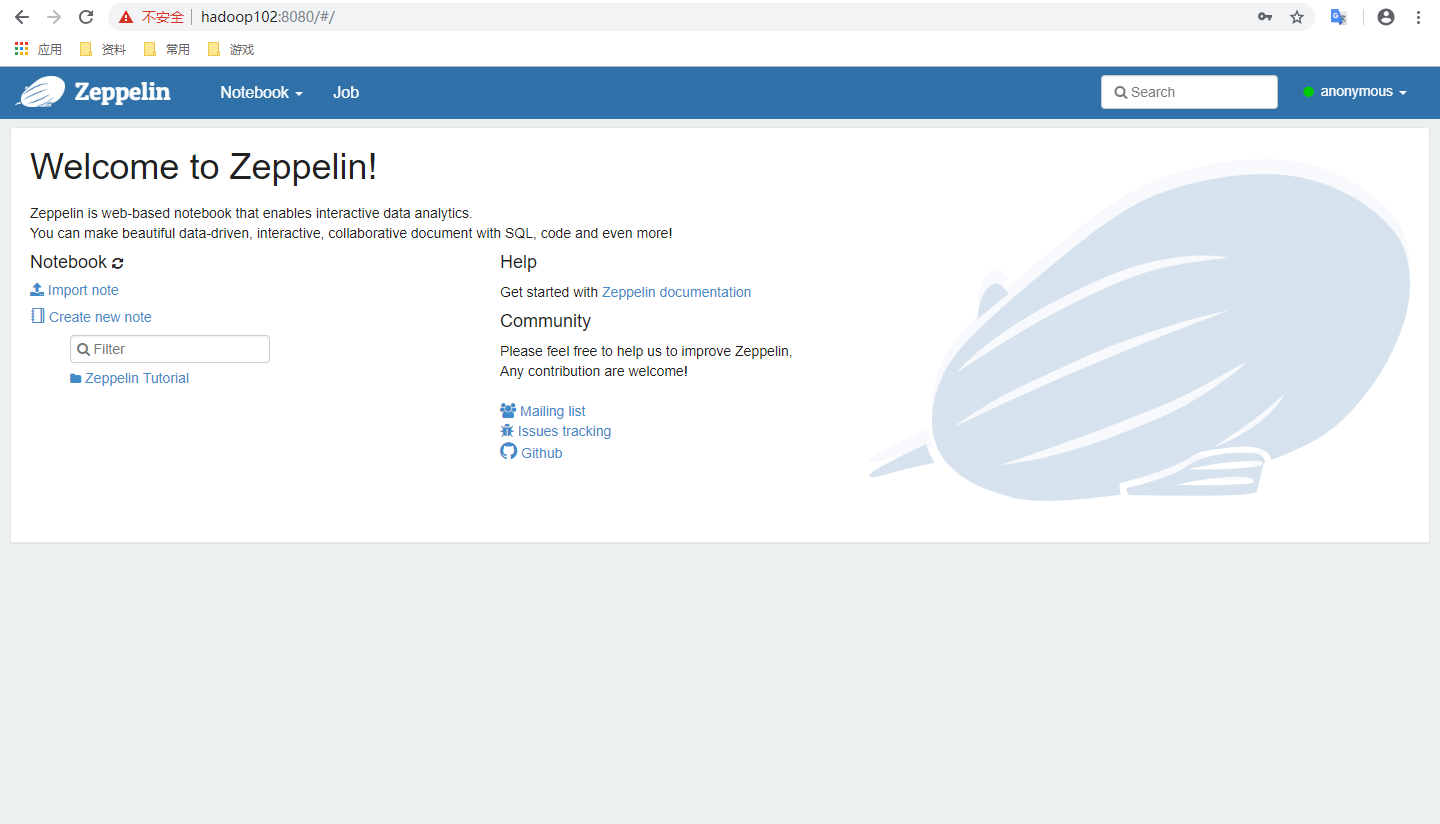 不安全 hadoop102:8080/#/
应用 资料 常用 游戏
Zeppelin Notebook Job Search anonymous
Welcome to Zeppelin!
Zeppelin is web-based notebook that enables interactive data analytics.
You can make beautiful data-driven, interactive, collaborative document with SQL, code and even more!
Notebook
Import note
Create new note
Filter
Zeppelin Tutorial
Help
Get started with Zeppelin documentation
Community
Please feel free to help us to improve Zeppelin,
Any contribution are welcome!
Mailing list
Issues tracking
Github